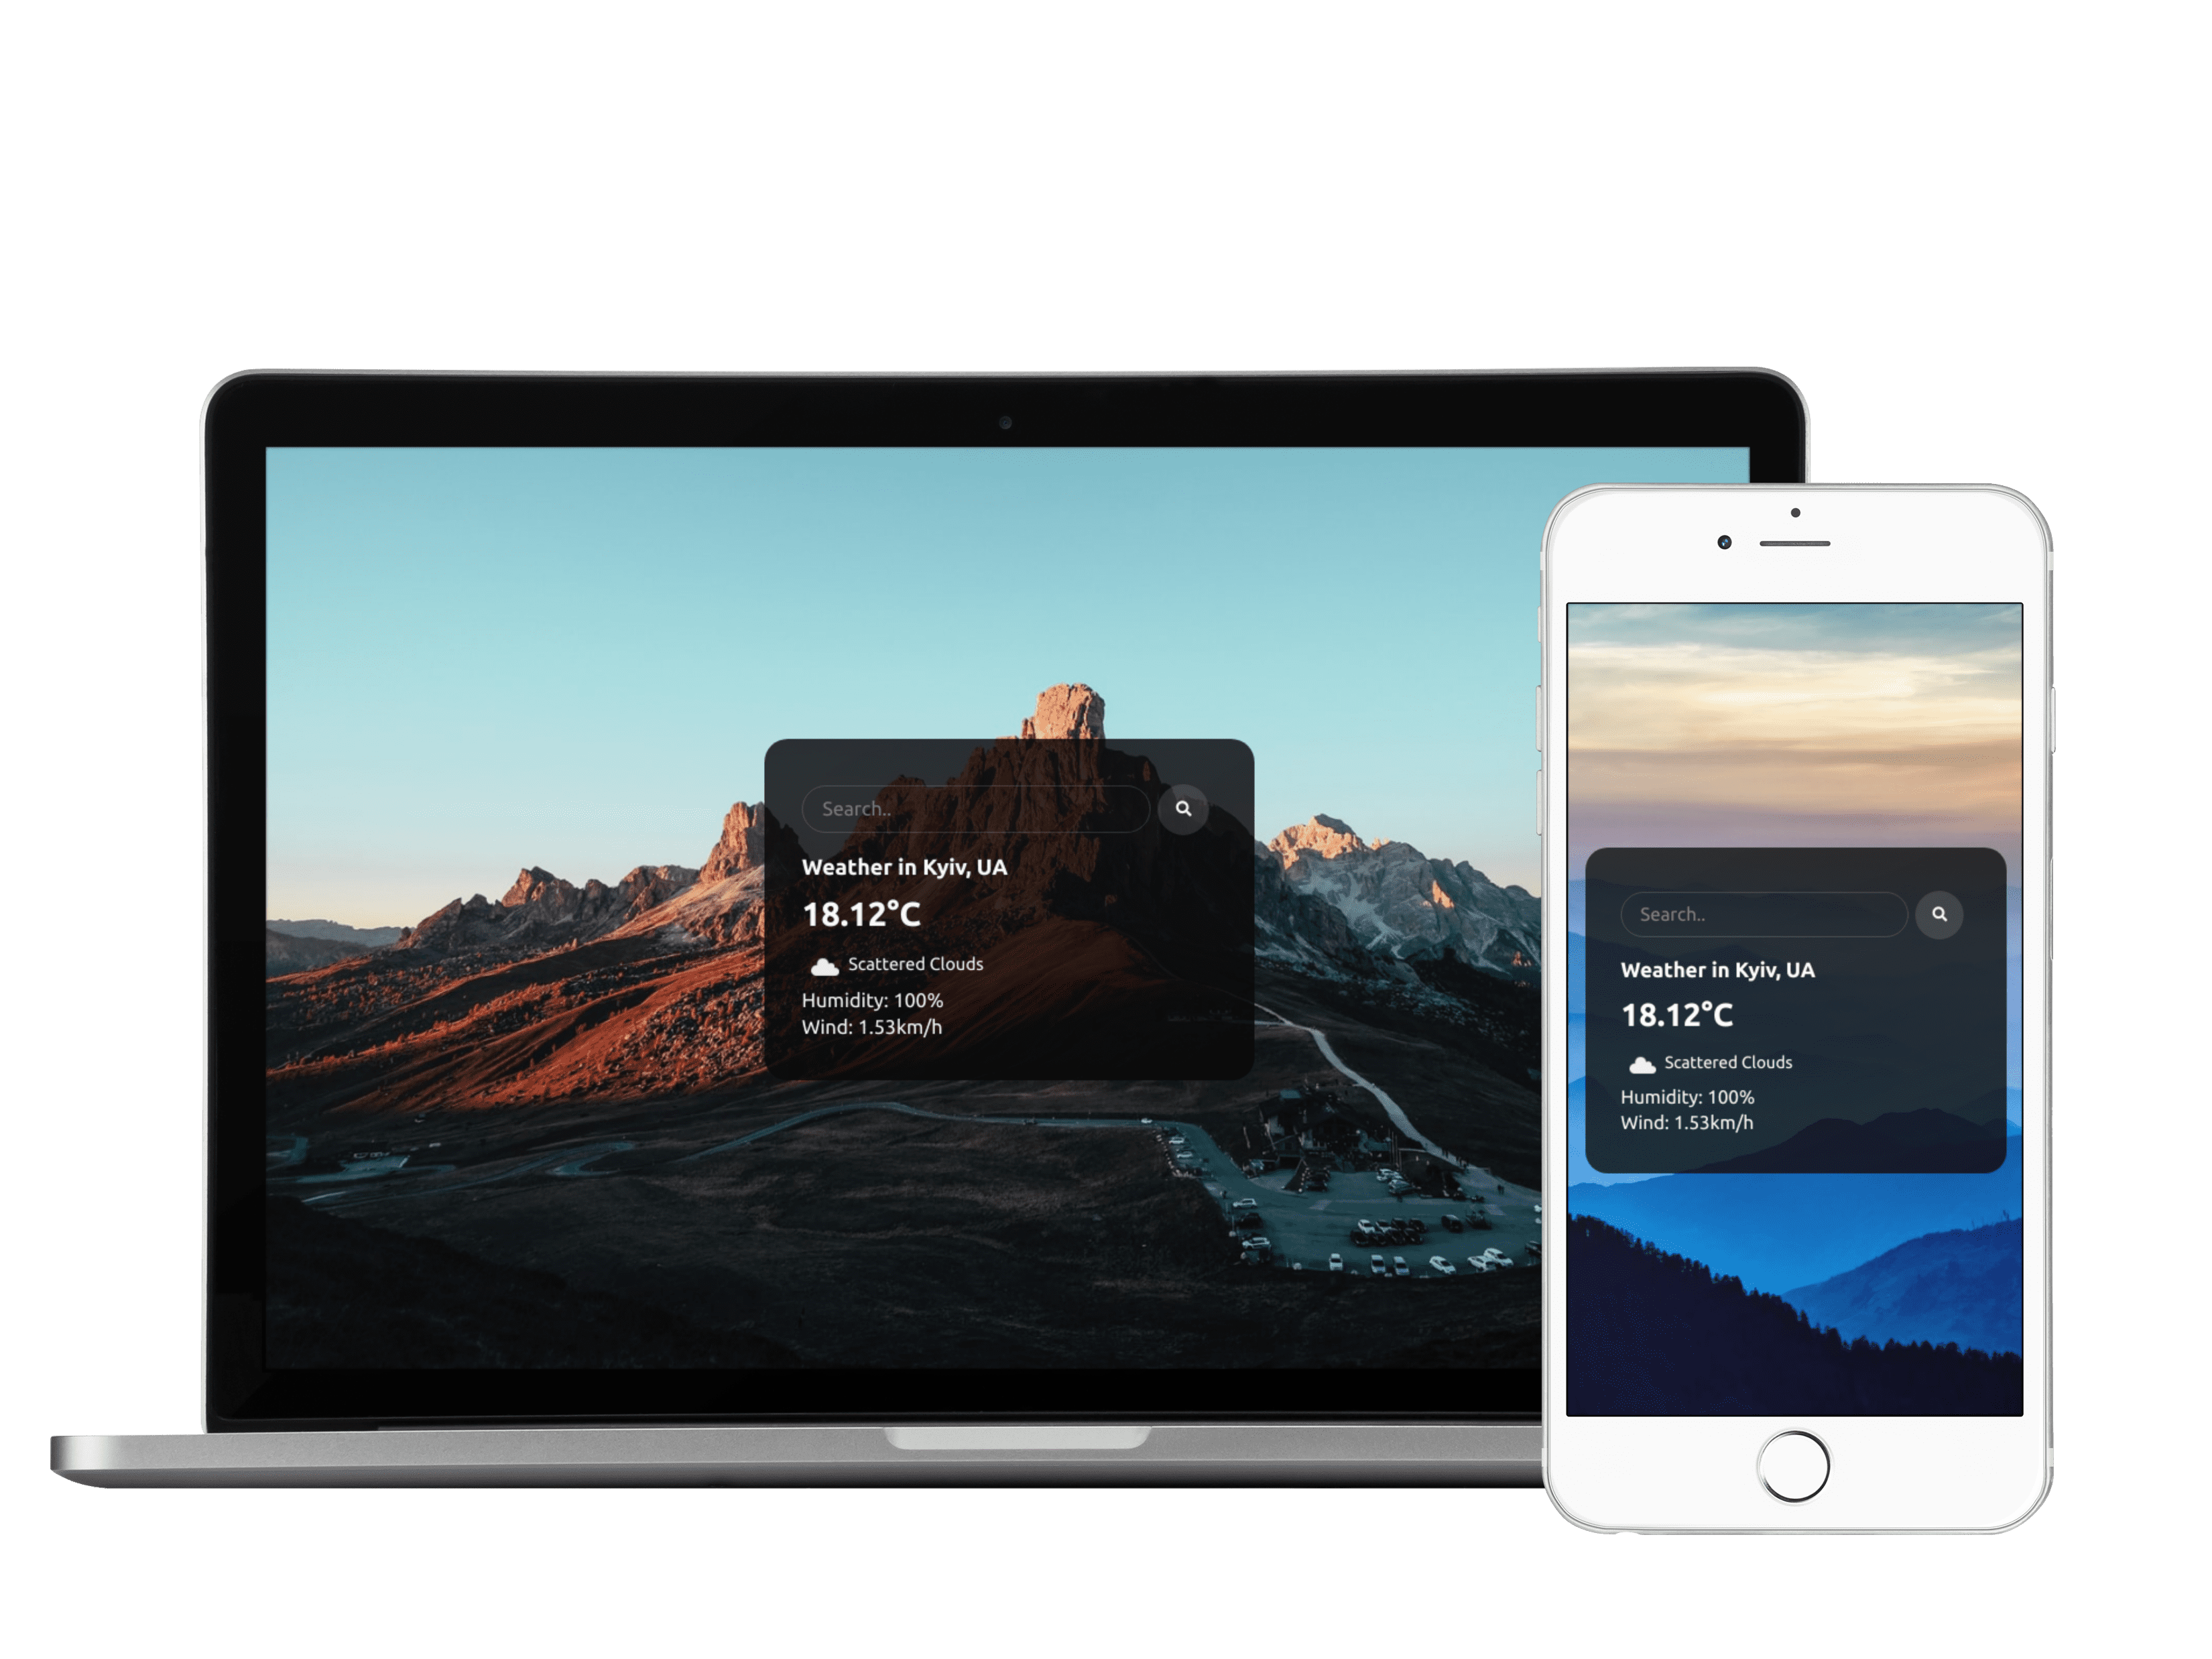 Search..
Weather in Kyiv, UA
18.12°C
Scattered Clouds
Humidity: 100%
Wind: 1.53km/h
Search..
Weather in Kyiv, UA
18.12°C
Scattered Clouds
Humidity: 100%
Wind: 1.53km/h